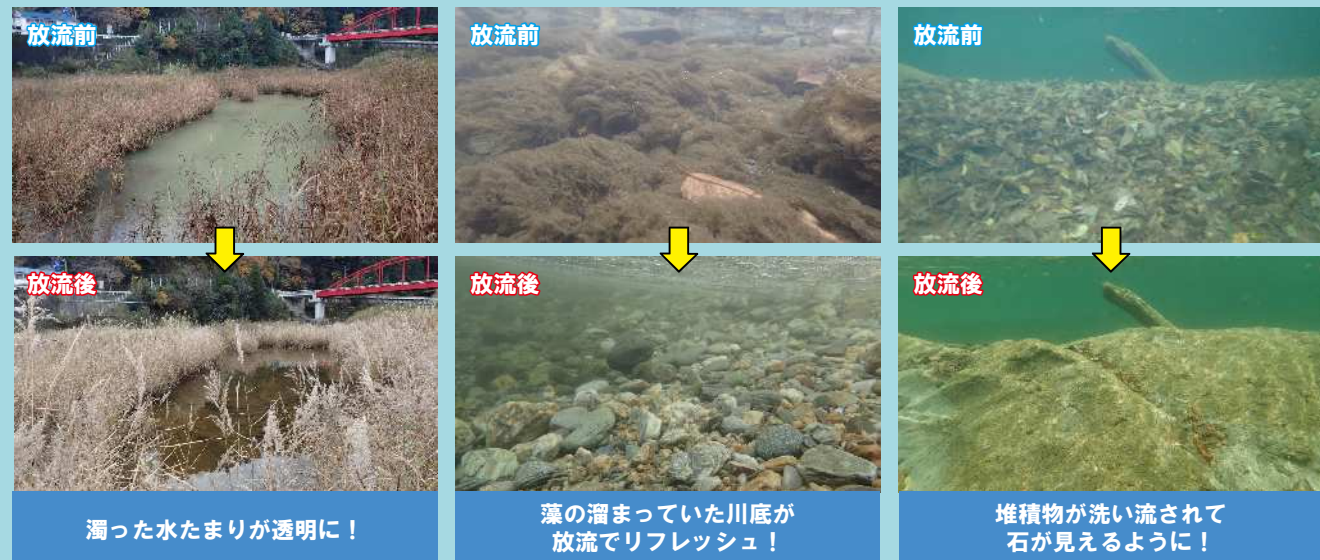 放流前
放流後
濁った水たまりが透明に！
放流前
放流後
藻の溜まっていた川底が
放流でリフレッシュ！
放流前
放流後
堆積物が洗い流されて
石が見えるように！